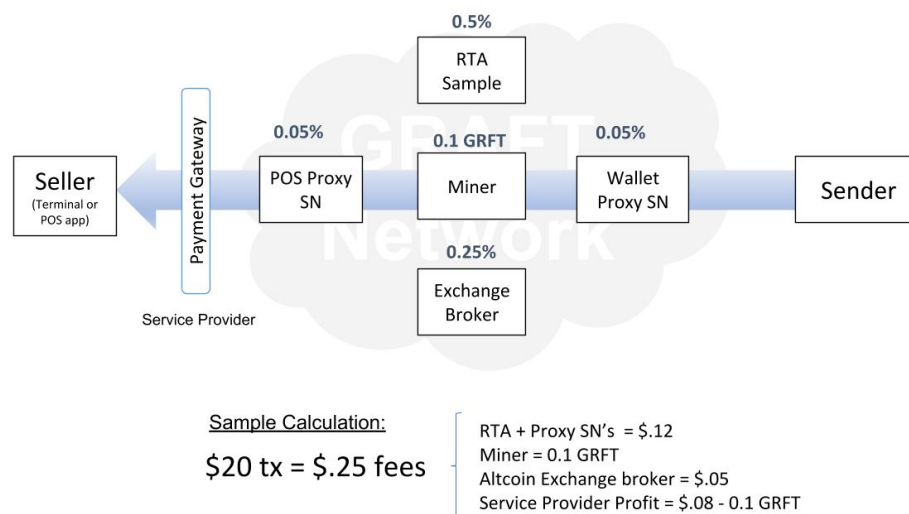 0.5%
RTA
Sample
GRAFT
Network
Payment Gateway
0.05%
0.1 GRFT
0.05%
Seller
(Terminal or
POS app)
POS Proxy
SN
Miner
Wallet
Proxy SN
Sender
0.25%
Exchange
Broker
Service Provider
Sample Calculation:
$20 tx = $.25 fees
RTA + Proxy SN's = $.12
Miner = 0.1 GRFT
Altcoin Exchange broker = $.05
Service Provider Profit = $.08 - 0.1 GRFT